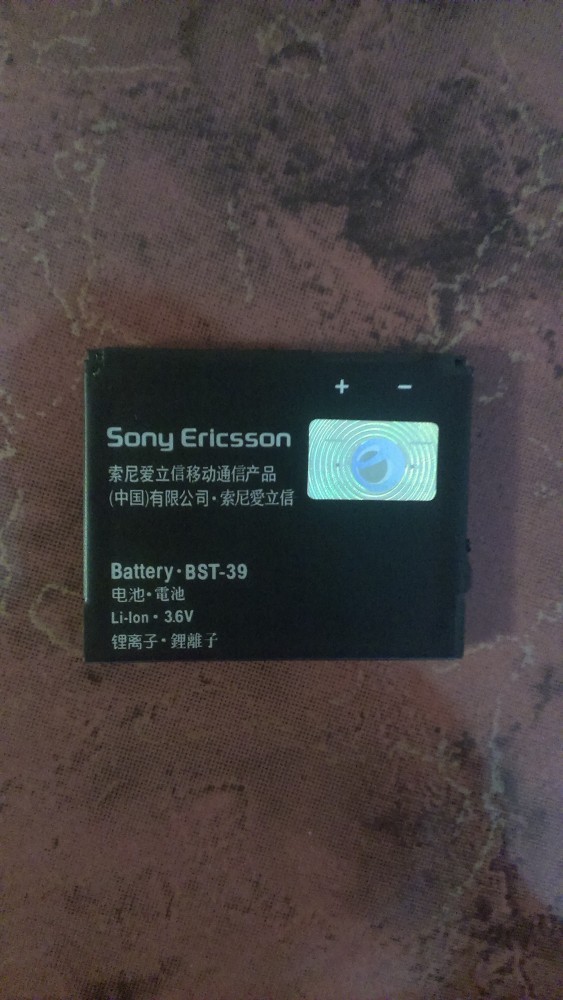 + −
Sony Ericsson
索尼爱立信移动通信产品
(中国)有限公司・索尼愛立信
Battery・BST-39
电池・電池
Li-Ion・3.6V
锂离子・鋰離子